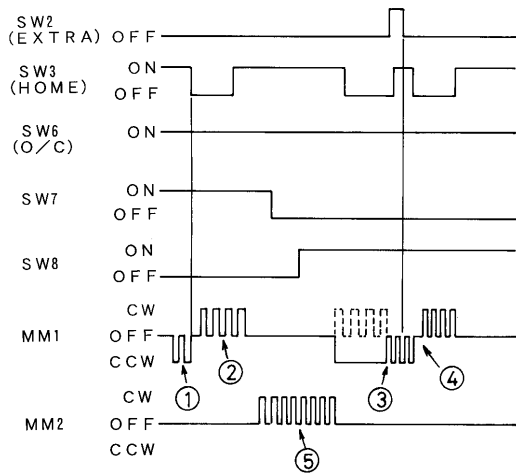 SW2
(EXTRA) OFF
SW3 ON
(HOME) OFF
SW6 ON
(O/C)
SW7 ON
OFF
SW8 ON
OFF
CW
MM1 OFF
CCW
① ② ③ ④
CW
MM2 OFF
CCW
⑤